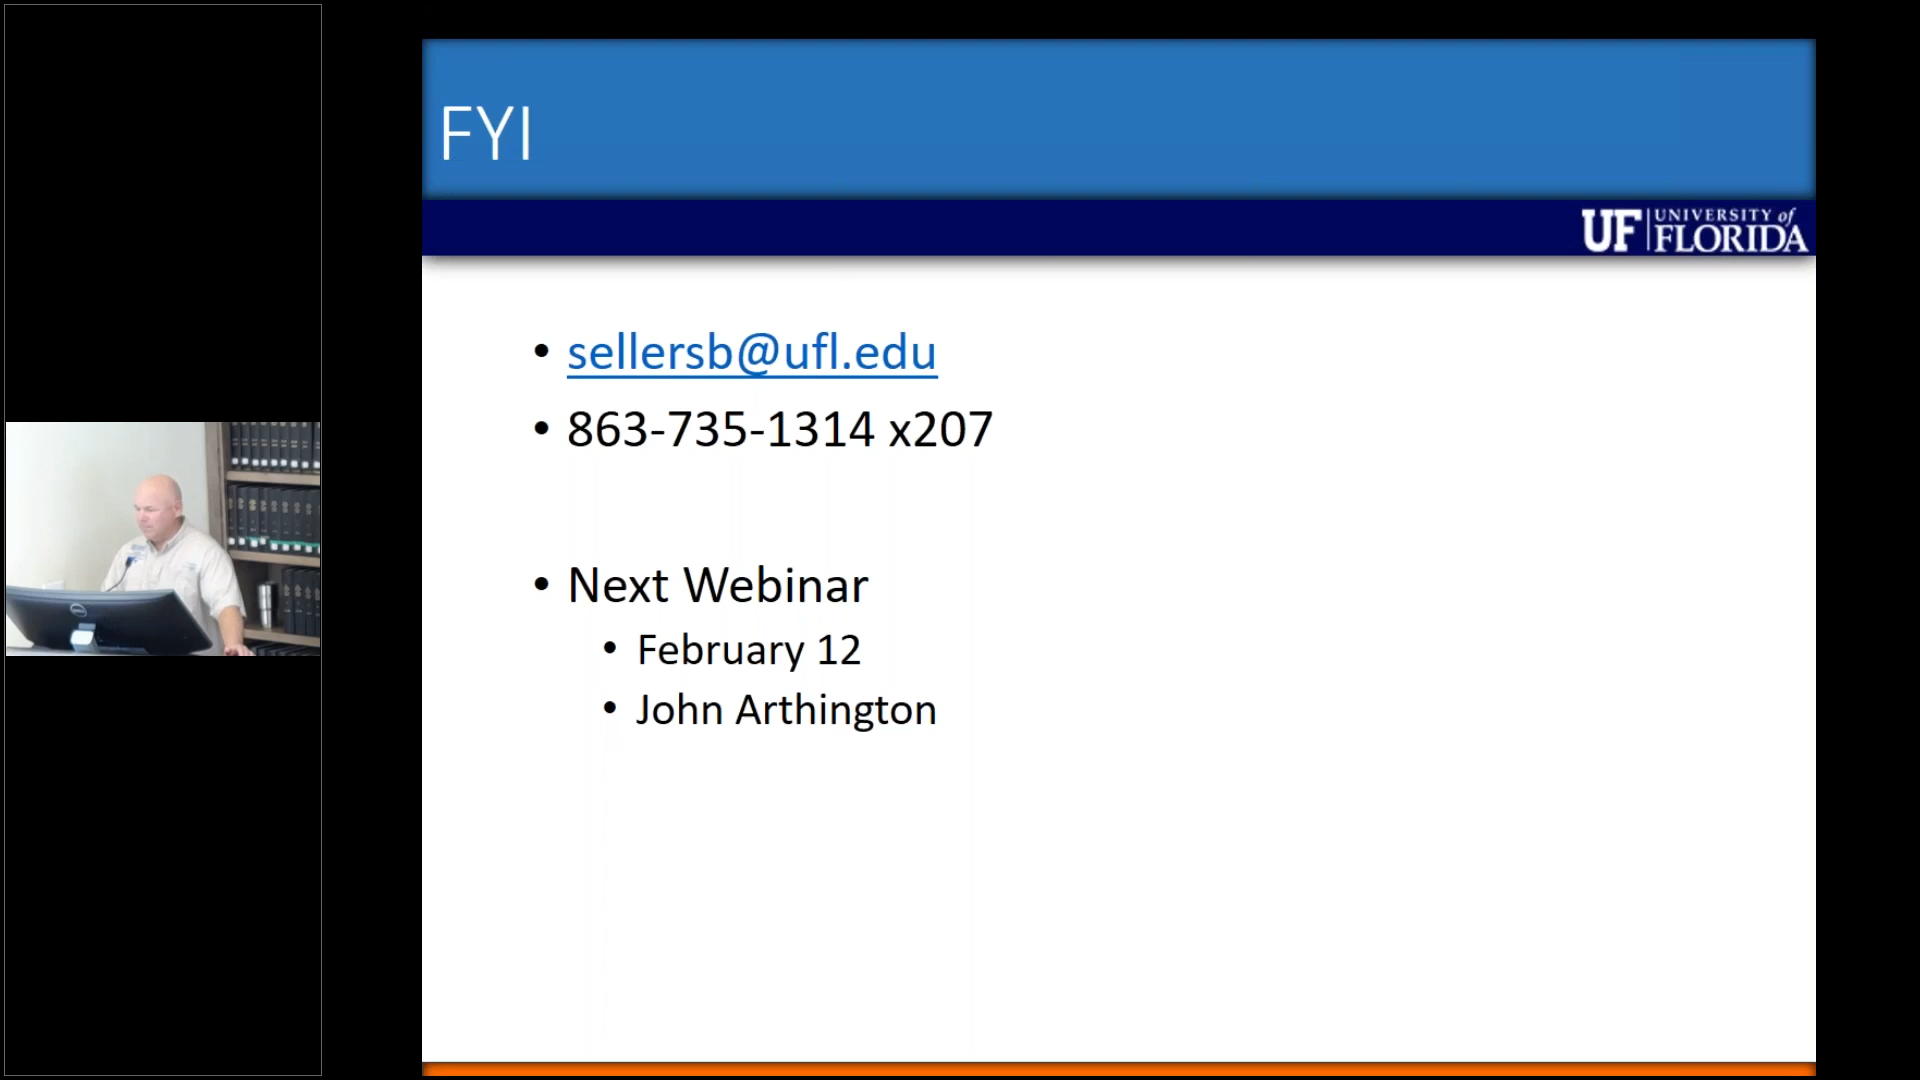 FYI
UF | UNIVERSITY of
FLORIDA
• sellersb@ufl.edu
• 863-735-1314 x207
• Next Webinar
• February 12
• John Arthington